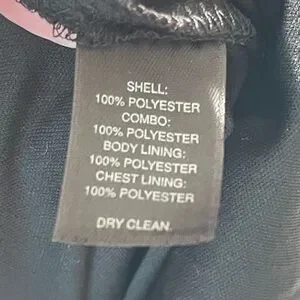 SHELL:
100% POLYESTER
COMBO:
100% POLYESTER
BODY LINING:
100% POLYESTER
CHEST LINING:
100% POLYESTER
DRY CLEAN.